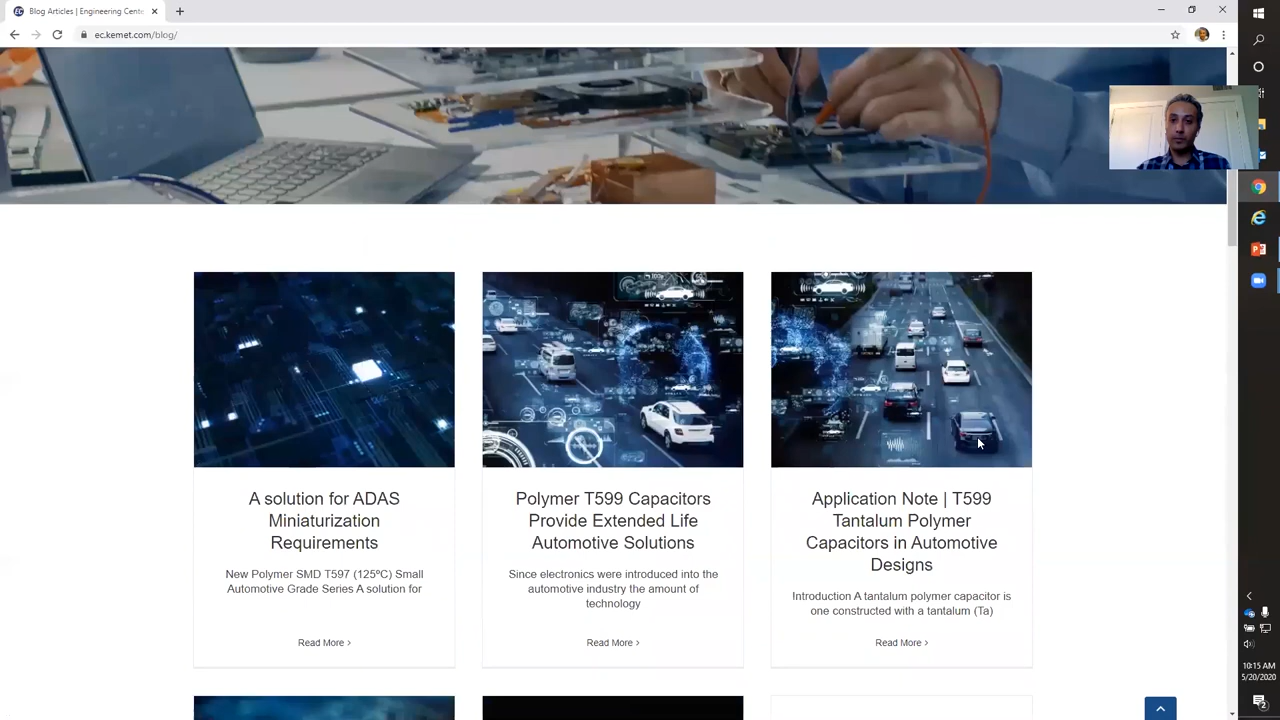 EC
Blog Articles | Engineering Cente
ec.kemet.com/blog/
A solution for ADAS
Miniaturization
Requirements
New Polymer SMD T597 (125ºC) Small
Automotive Grade Series A solution for
Read More >
Polymer T599 Capacitors
Provide Extended Life
Automotive Solutions
Since electronics were introduced into the
automotive industry the amount of
technology
Read More >
Application Note | T599
Tantalum Polymer
Capacitors in Automotive
Designs
Introduction A tantalum polymer capacitor is
one constructed with a tantalum (Ta)
Read More >
10:15 AM
5/20/2020